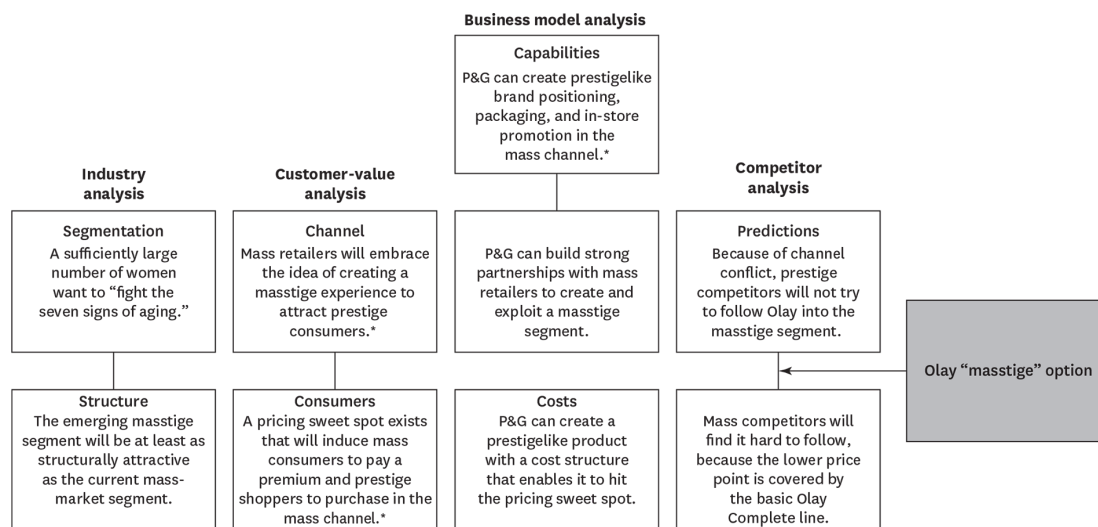 Business model analysis
Capabilities
P&G can create prestigelike
brand positioning,
packaging, and in-store
promotion in the
mass channel.*
Industry
analysis
Customer-value
analysis
Competitor
analysis
Segmentation
A sufficiently large
number of women
want to “fight the
seven signs of aging.”
Channel
Mass retailers will embrace
the idea of creating a
masstige experience to
attract prestige
consumers.*
P&G can build strong
partnerships with mass
retailers to create and
exploit a masstige
segment.
Predictions
Because of channel
conflict, prestige
competitors will not try
to follow Olay into the
masstige segment.
Olay “masstige” option
Structure
The emerging masstige
segment will be at least as
structurally attractive
as the current mass-
market segment.
Consumers
A pricing sweet spot exists
that will induce mass
consumers to pay a
premium and prestige
shoppers to purchase in the
mass channel.*
Costs
P&G can create a
prestigelike product
with a cost structure
that enables it to hit
the pricing sweet spot.
Mass competitors will
find it hard to follow,
because the lower price
point is covered by
the basic Olay
Complete line.